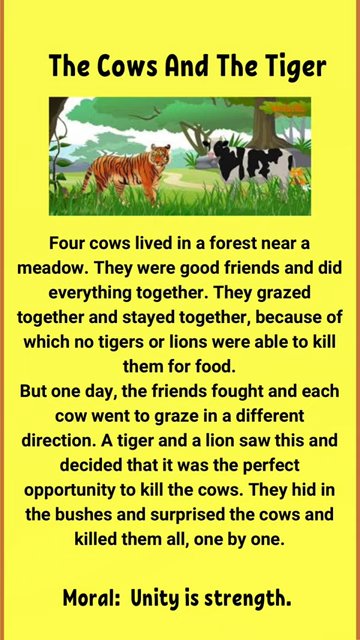 The Cows And The Tiger
Four cows lived in a forest near a
meadow. They were good friends and did
everything together. They grazed
together and stayed together, because of
which no tigers or lions were able to kill
them for food.
But one day, the friends fought and each
cow went to graze in a different
direction. A tiger and a lion saw this and
decided that it was the perfect
opportunity to kill the cows. They hid in
the bushes and surprised the cows and
killed them all, one by one.
Moral: Unity is strength.